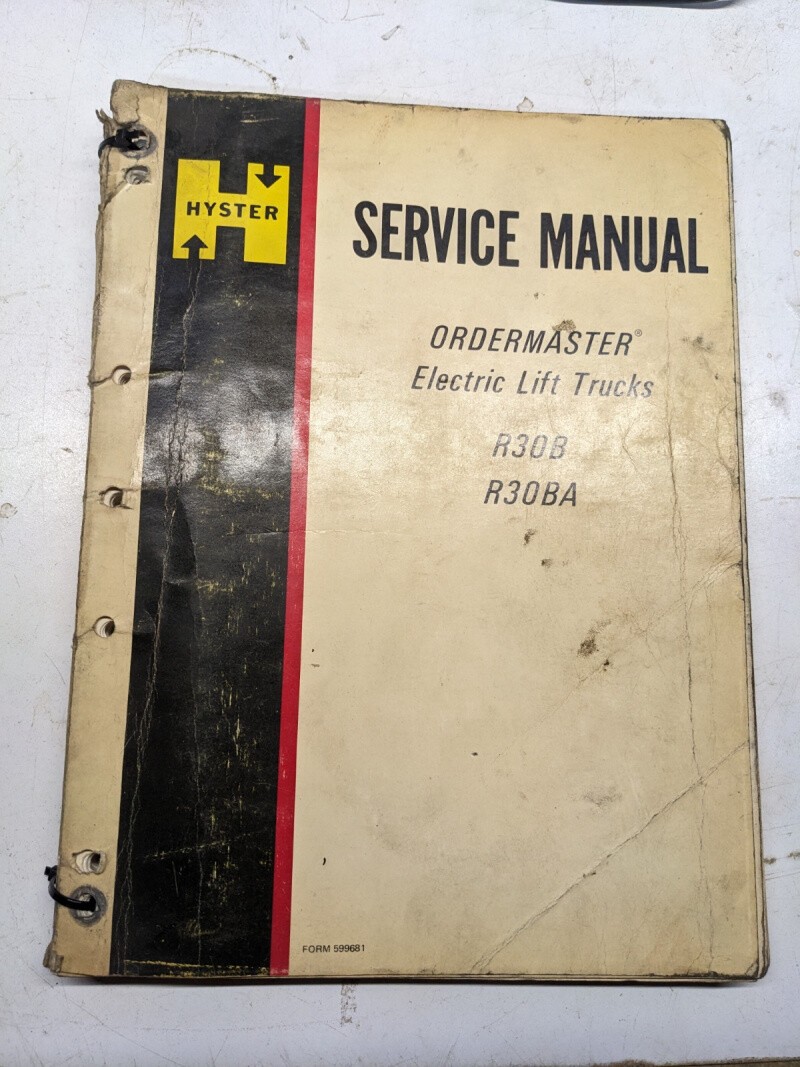 HYSTER
SERVICE MANUAL
ORDERMASTER®
Electric Lift Trucks
R30B
R30BA
FORM 599681